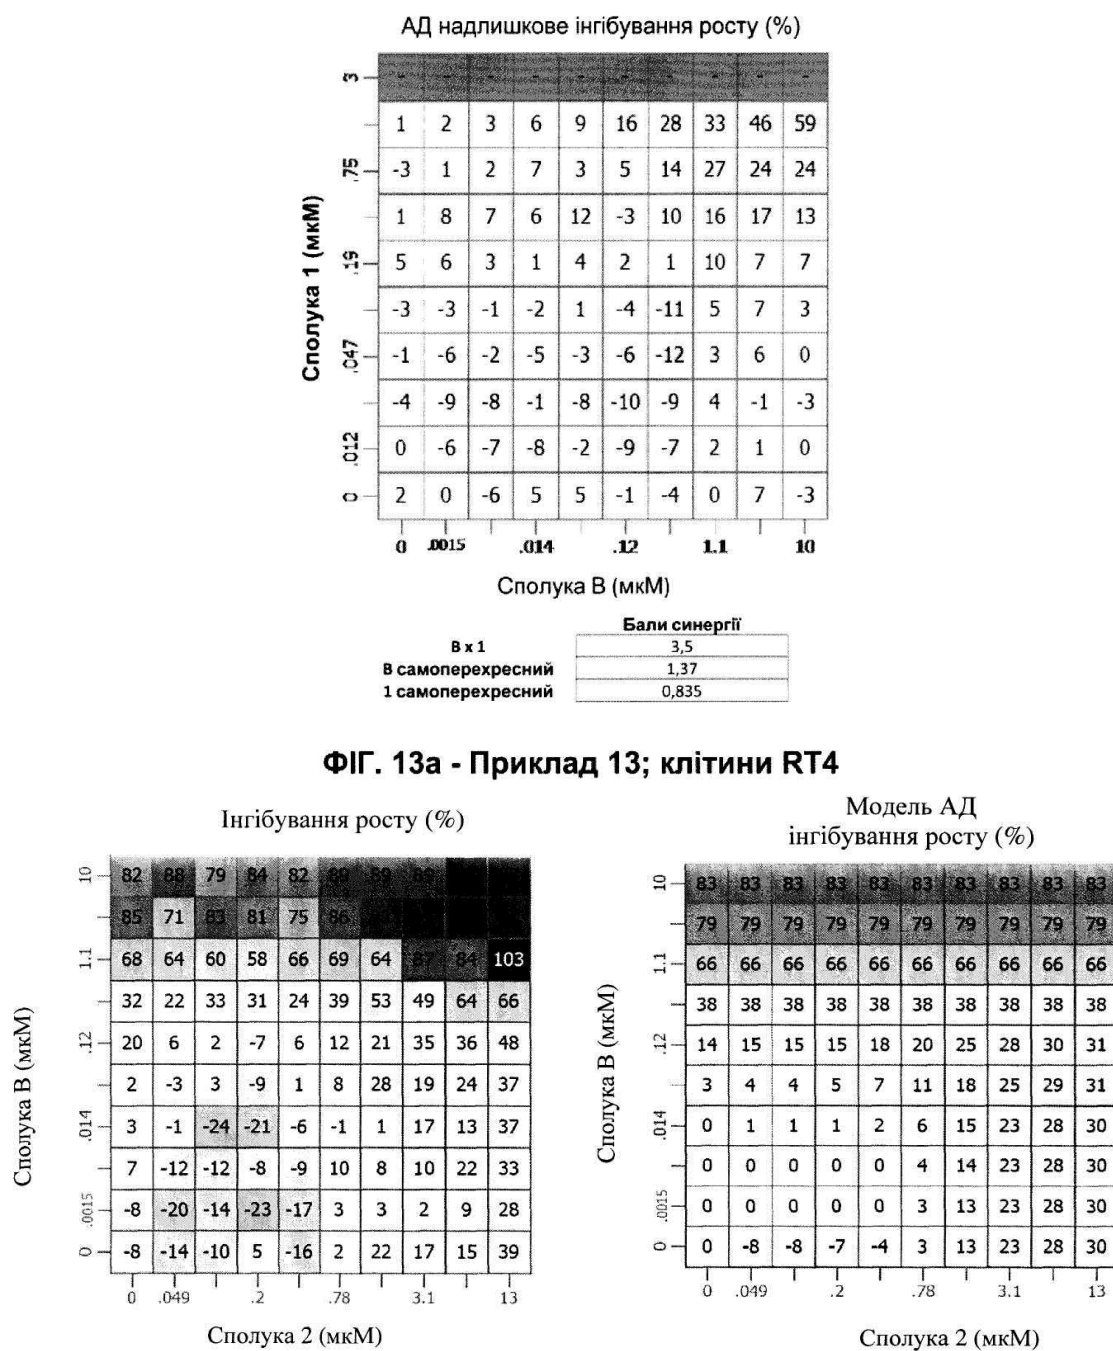 АД надлишкове інгібування росту (%)
3 - - - - - - - - - -
1 2 3 6 9 16 28 33 46 59
.75 -3 1 2 7 3 5 14 27 24 24
1 8 7 6 12 -3 10 16 17 13
.19 5 6 3 1 4 2 1 10 7 7
-3 -3 -1 -2 1 -4 -11 5 7 3
.047 -1 -6 -2 -5 -3 -6 -12 3 6 0
-4 -9 -8 -1 -8 -10 -9 4 -1 -3
.012 0 -6 -7 -8 -2 -9 -7 2 1 0
0 2 0 -6 5 5 -1 -4 0 7 -3
Сполука 1 (мкМ)
0 .0015 .014 .12 1.1 10
Сполука В (мкМ)
Бали синергії
В х 1 3,5
В самоперехресний 1,37
1 самоперехресний 0,835
ФІГ. 13а - Приклад 13; клітини RT4
Інгібування росту (%)
10 82 88 79 84 82 89 89 89
85 71 83 81 75 86
1.1 68 64 60 58 66 69 64 87 84 103
32 22 33 31 24 39 53 49 64 66
.12 20 6 2 -7 6 12 21 35 36 48
2 -3 3 -9 1 8 28 19 24 37
.014 3 -1 -24 -21 -6 -1 1 17 13 37
7 -12 -12 -8 -9 10 8 10 22 33
.0015 -8 -20 -14 -23 -17 3 3 2 9 28
0 -8 -14 -10 5 -16 2 22 17 15 39
Сполука В (мкМ)
0 .049 .2 .78 3.1 13
Сполука 2 (мкМ)
Модель АД
інгібування росту (%)
10 83 83 83 83 83 83 83 83 83 83
79 79 79 79 79 79 79 79 79 79
1.1 66 66 66 66 66 66 66 66 66 66
38 38 38 38 38 38 38 38 38 38
.12 14 15 15 15 18 20 25 28 30 31
3 4 4 5 7 11 18 25 29 31
.014 0 1 1 1 2 6 15 23 28 30
0 0 0 0 0 4 14 23 28 30
.0015 0 0 0 0 0 3 13 23 28 30
0 0 -8 -8 -7 -4 3 13 23 28 30
Сполука В (мкМ)
0 .049 .2 .78 3.1 13
Сполука 2 (мкМ)